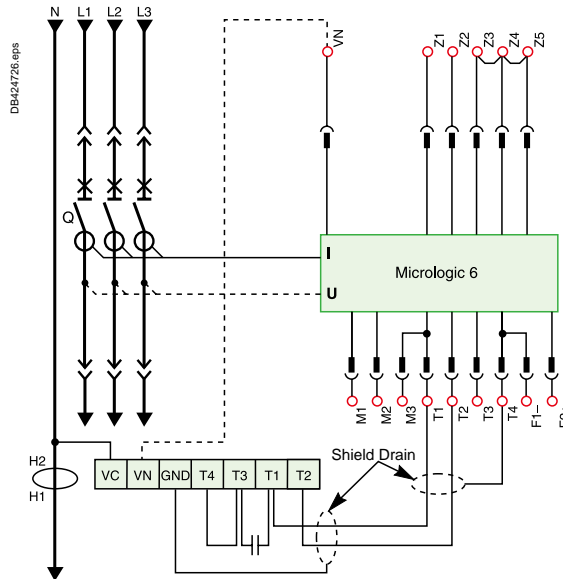 N L1 L2 L3
DB424726.eps
VN Z1 Z2 Z3 Z4 Z5
Q
I
Micrologic 6
U
M1 M2 M3 T1 T2 T3 T4 F1–
Shield Drain
H2
H1
VC VN GND T4 T3 T1 T2